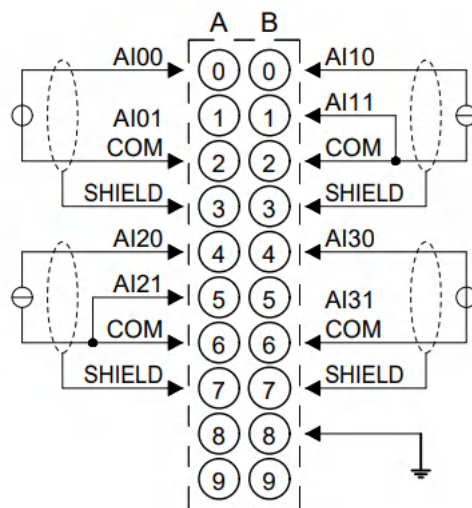 A B
AI00 0 0 AI10
AI01 1 1 AI11
COM 2 2 COM
SHIELD 3 3 SHIELD
AI20 4 4 AI30
AI21 5 5 AI31
COM 6 6 COM
SHIELD 7 7 SHIELD
8 8
9 9